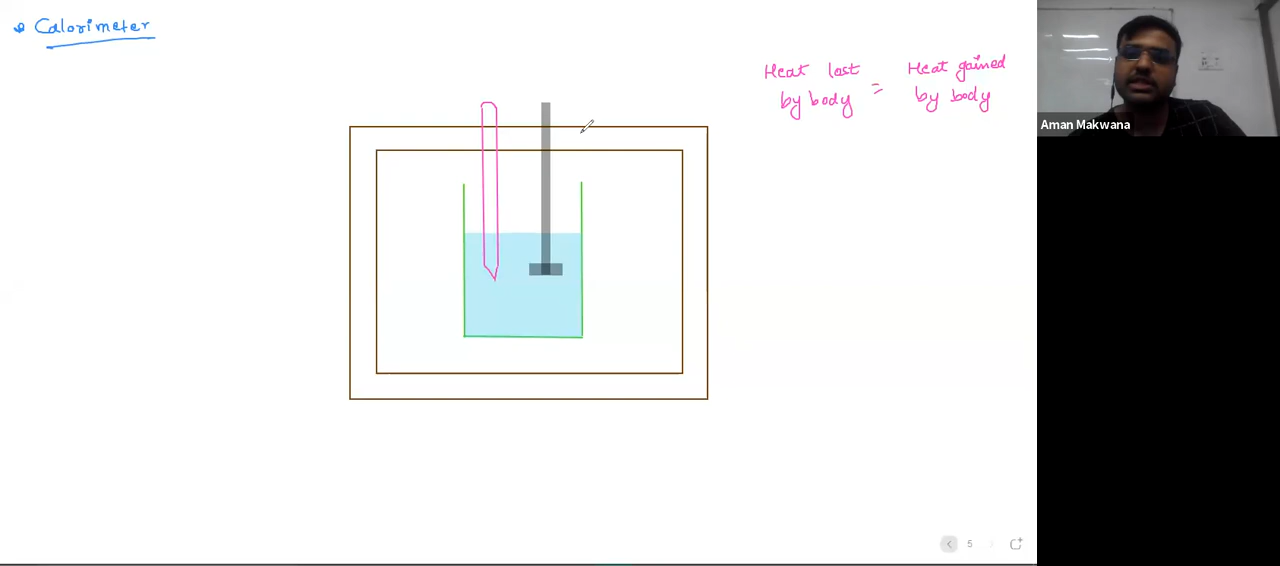 Calorimeter
Heat lost
by body
=
Heat gained
by body
Aman Makwana
5